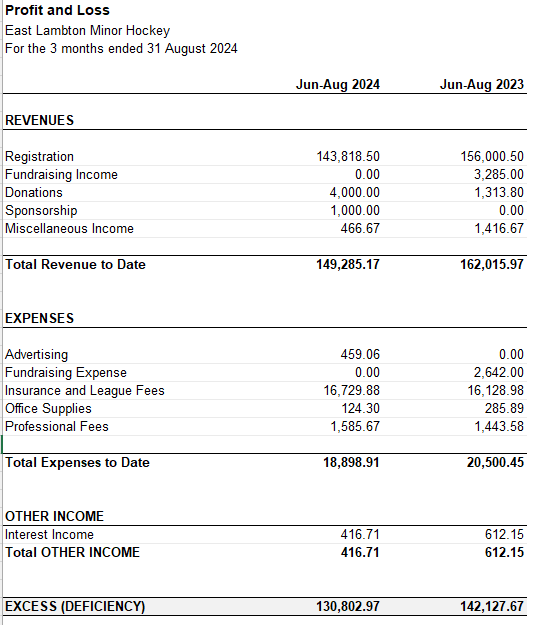 Profit and Loss
East Lambton Minor Hockey
For the 3 months ended 31 August 2024
Jun-Aug 2024 Jun-Aug 2023
REVENUES
Registration 143,818.50 156,000.50
Fundraising Income 0.00 3,285.00
Donations 4,000.00 1,313.80
Sponsorship 1,000.00 0.00
Miscellaneous Income 466.67 1,416.67
Total Revenue to Date 149,285.17 162,015.97
EXPENSES
Advertising 459.06 0.00
Fundraising Expense 0.00 2,642.00
Insurance and League Fees 16,729.88 16,128.98
Office Supplies 124.30 285.89
Professional Fees 1,585.67 1,443.58
Total Expenses to Date 18,898.91 20,500.45
OTHER INCOME
Interest Income 416.71 612.15
Total OTHER INCOME 416.71 612.15
EXCESS (DEFICIENCY) 130,802.97 142,127.67